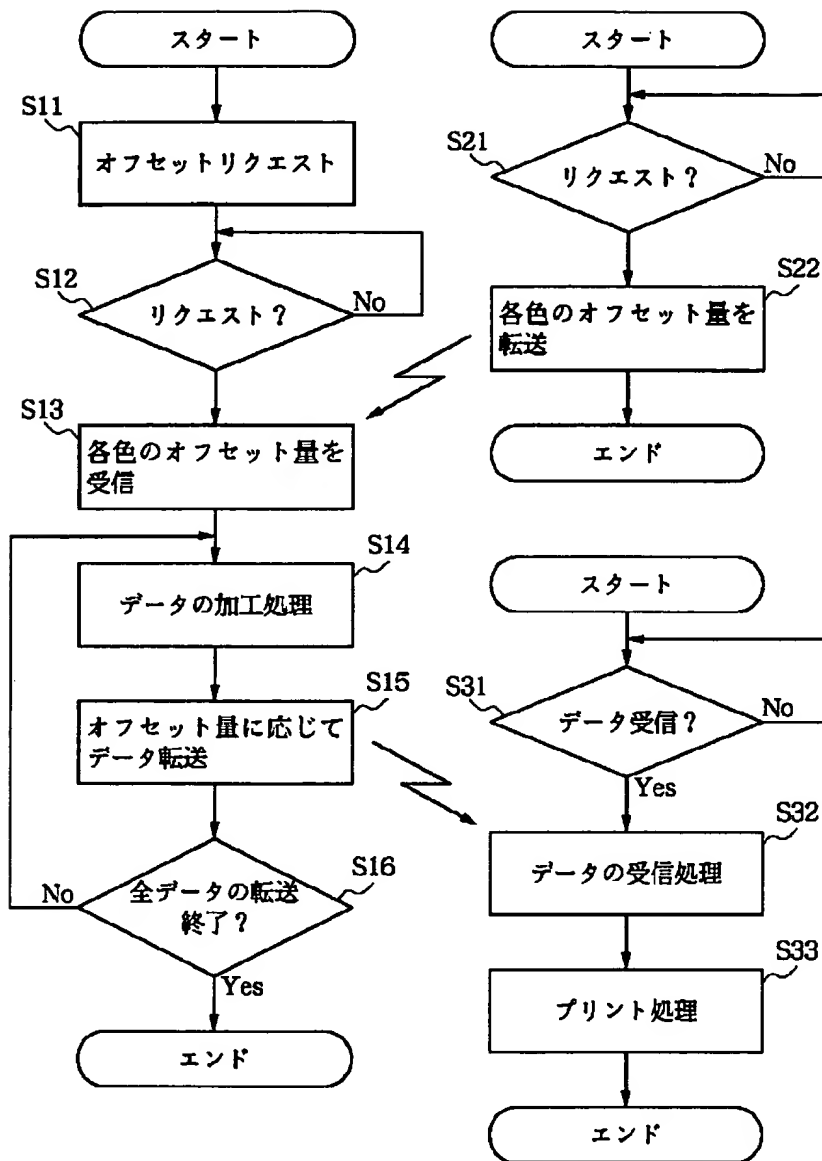 スタート
S11
オフセットリクエスト
S12
リクエスト?
No
S13
各色のオフセット量を
受信
S14
データの加工処理
S15
オフセット量に応じて
データ転送
S16
全データの転送
終了?
No
Yes
エンド
スタート
S21
リクエスト?
No
S22
各色のオフセット量を
転送
エンド
スタート
S31
データ受信?
No
Yes
S32
データの受信処理
S33
プリント処理
エンド